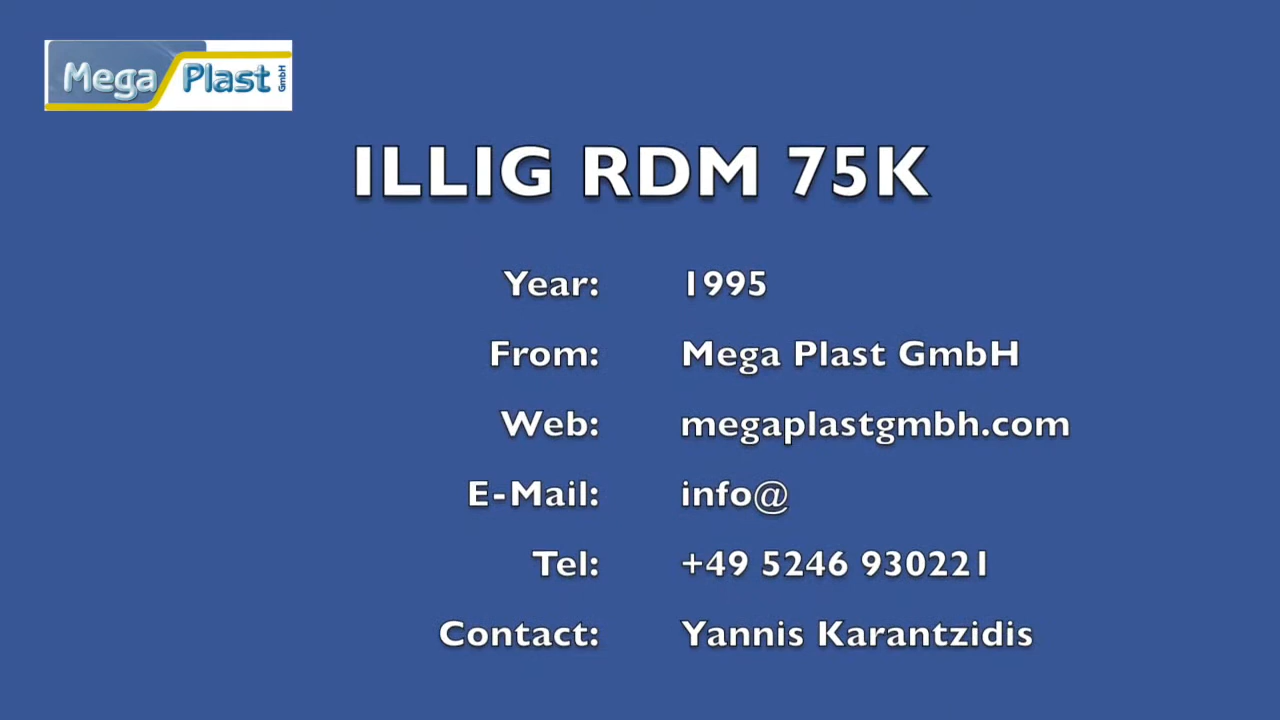 Mega Plast GmbH
ILLIG RDM 75K
Year: 1995
From: Mega Plast GmbH
Web: megaplastgmbh.com
E-Mail: info@
Tel: +49 5246 930221
Contact: Yannis Karantzidis